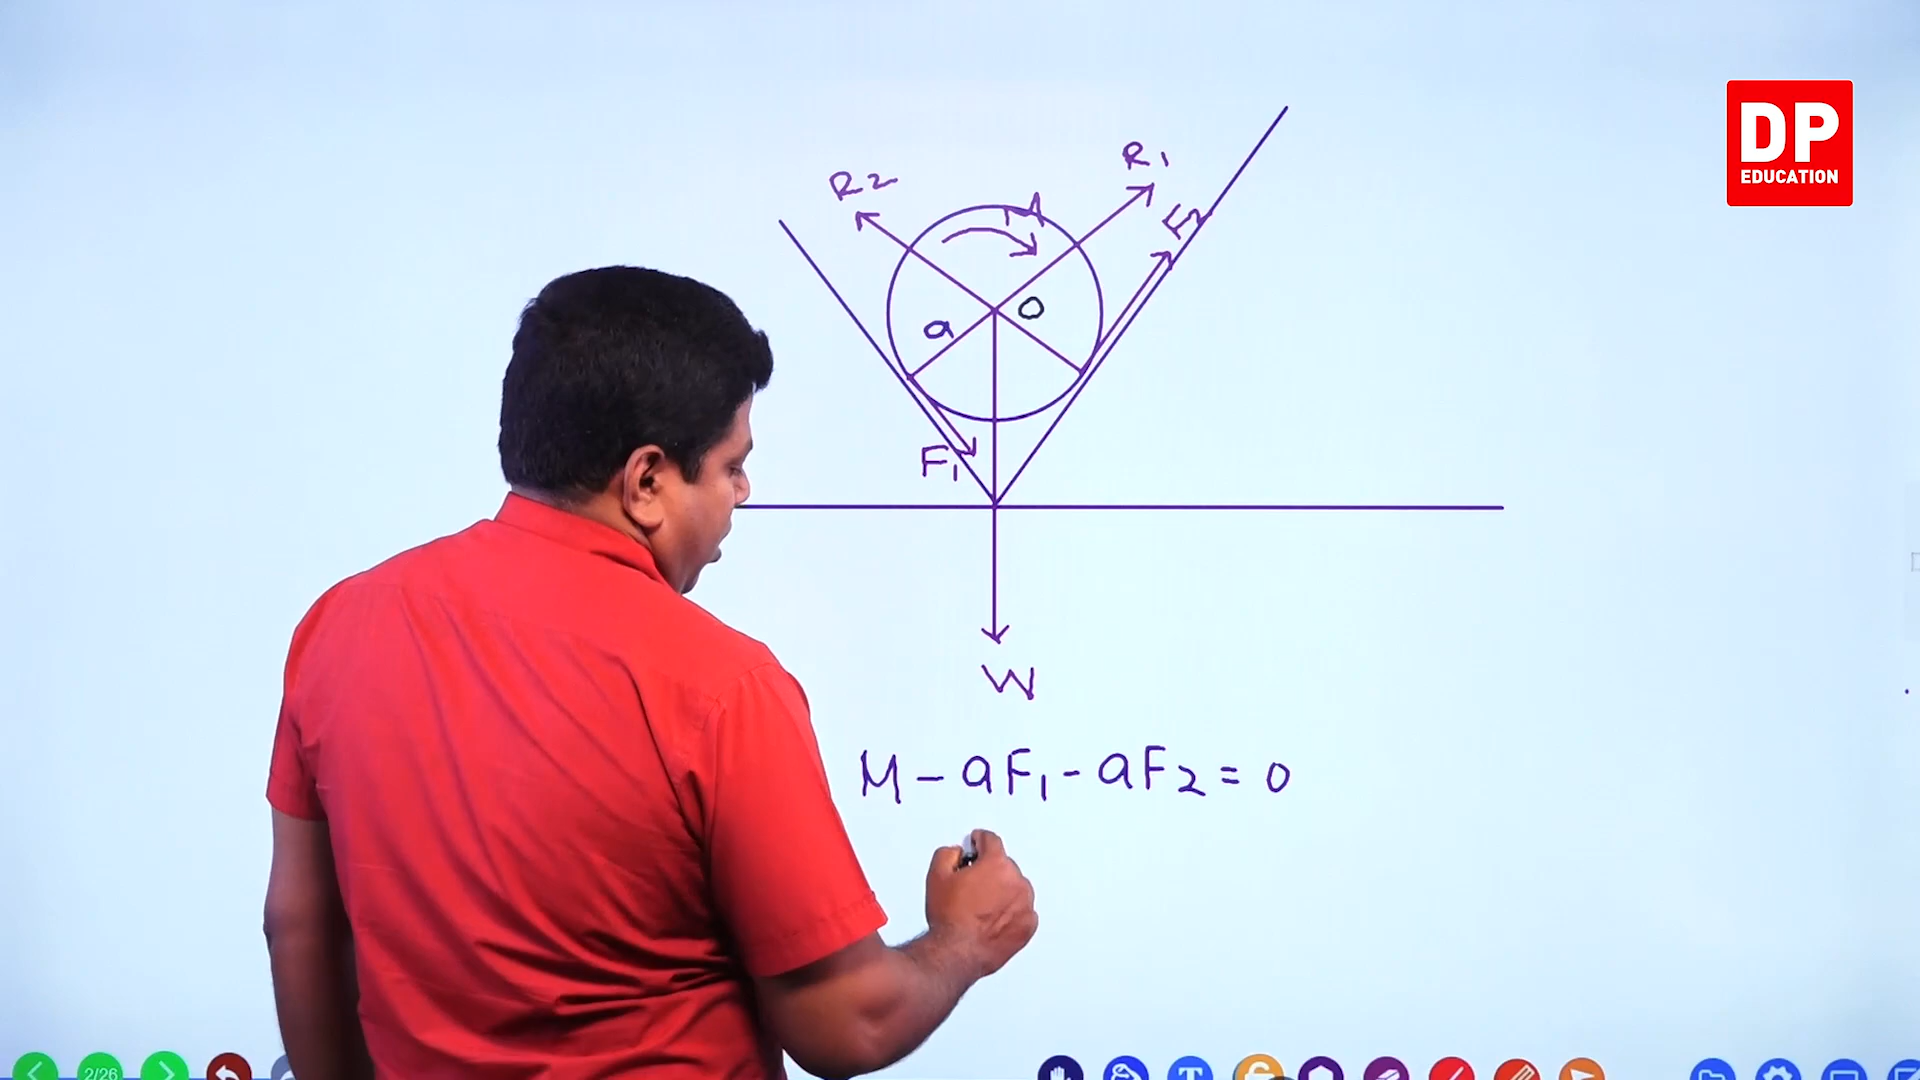 DP
EDUCATION
R2
M
R1
F2
a
O
F1
W
M - aF1 - aF2 = 0
2/26